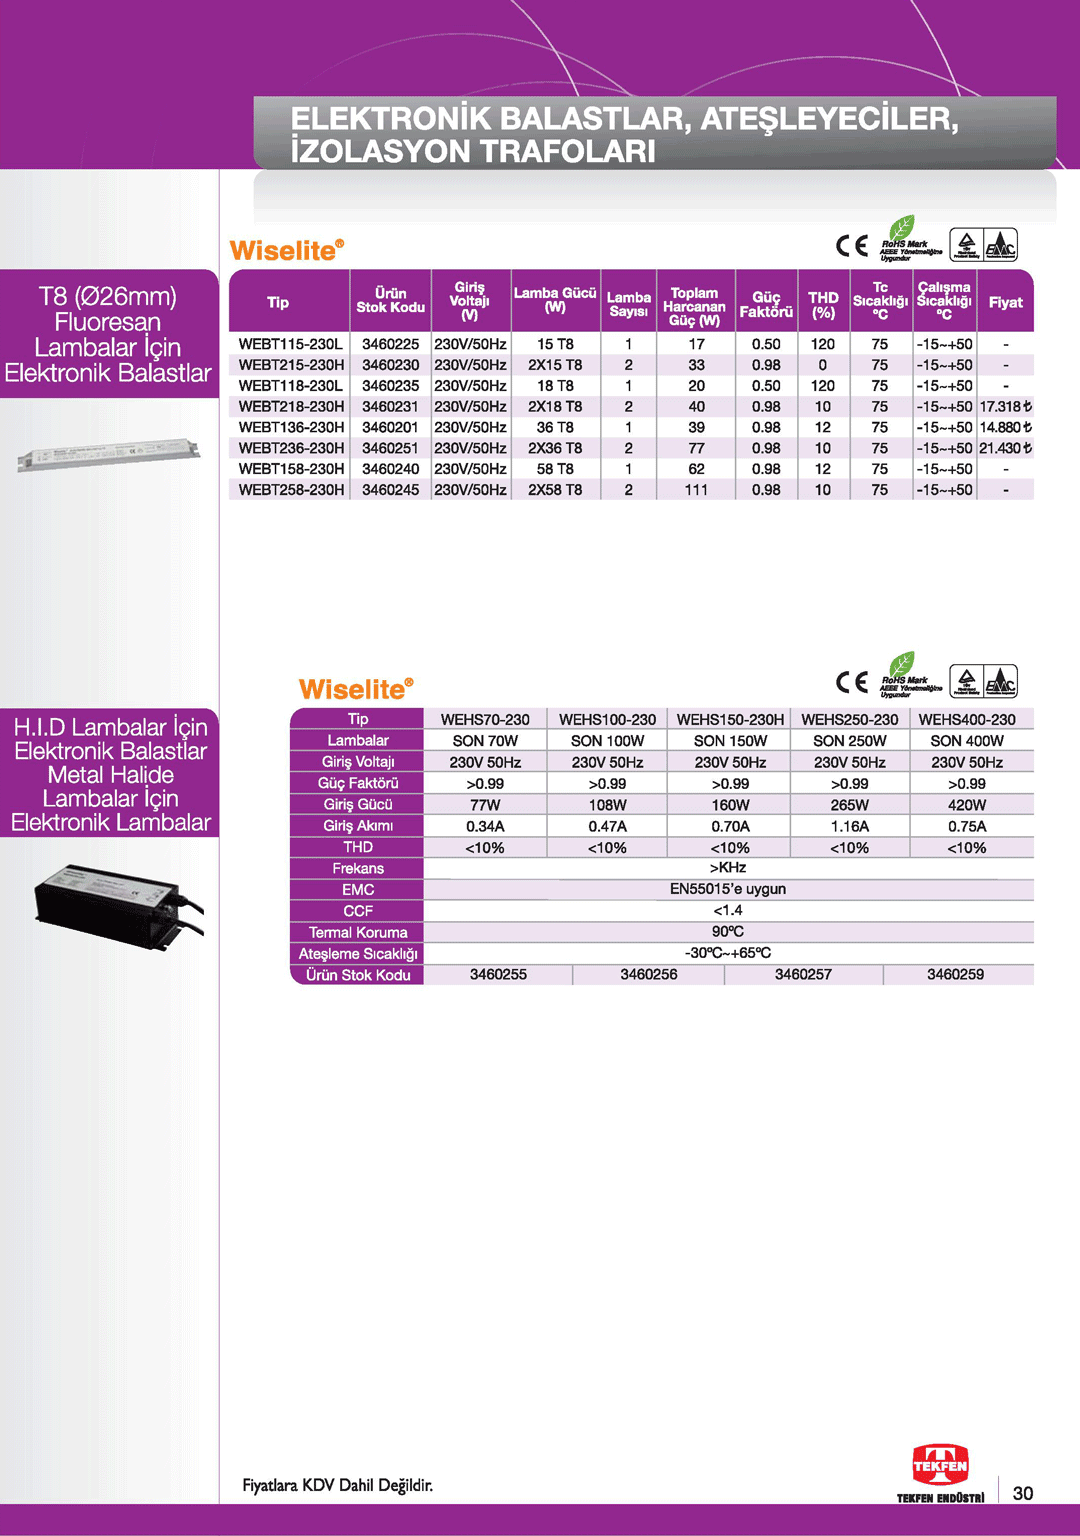 ELEKTRONİK BALASTLAR, ATEŞLEYECİLER,
İZOLASYON TRAFOLARI
Wiselite®
RoHS Mark
AEEE Yönetmeliğine
Uygundur
T8 (Ø26mm)
Fluoresan
Lambalar İçin
Elektronik Balastlar
Tip Ürün Stok Kodu Giriş Voltajı (V) Lamba Gücü (W) Lamba Sayısı Toplam Harcanan Güç (W) Güç Faktörü THD (%) Tc Sıcaklığı ºC Çalışma Sıcaklığı ºC Fiyat
WEBT115-230L 3460225 230V/50Hz 15 T8 1 17 0.50 120 75 -15~+50 -
WEBT215-230H 3460230 230V/50Hz 2X15 T8 2 33 0.98 0 75 -15~+50 -
WEBT118-230L 3460235 230V/50Hz 18 T8 1 20 0.50 120 75 -15~+50 -
WEBT218-230H 3460231 230V/50Hz 2X18 T8 2 40 0.98 10 75 -15~+50 17.318 ₺
WEBT136-230H 3460201 230V/50Hz 36 T8 1 39 0.98 12 75 -15~+50 14.880 ₺
WEBT236-230H 3460251 230V/50Hz 2X36 T8 2 77 0.98 10 75 -15~+50 21.430 ₺
WEBT158-230H 3460240 230V/50Hz 58 T8 1 62 0.98 12 75 -15~+50 -
WEBT258-230H 3460245 230V/50Hz 2X58 T8 2 111 0.98 10 75 -15~+50 -
Wiselite®
RoHS Mark
AEEE Yönetmeliğine
Uygundur
H.I.D Lambalar İçin
Elektronik Balastlar
Metal Halide
Lambalar İçin
Elektronik Lambalar
Tip WEHS70-230 WEHS100-230 WEHS150-230H WEHS250-230 WEHS400-230
Lambalar SON 70W SON 100W SON 150W SON 250W SON 400W
Giriş Voltajı 230V 50Hz 230V 50Hz 230V 50Hz 230V 50Hz 230V 50Hz
Güç Faktörü >0.99 >0.99 >0.99 >0.99 >0.99
Giriş Gücü 77W 108W 160W 265W 420W
Giriş Akımı 0.34A 0.47A 0.70A 1.16A 0.75A
THD <10% <10% <10% <10% <10%
Frekans >KHz
EMC EN55015'e uygun
CCF <1.4
Termal Koruma 90ºC
Ateşleme Sıcaklığı -30ºC~+65ºC
Ürün Stok Kodu 3460255 3460256 3460257 3460259
Fiyatlara KDV Dahil Değildir.
TEKFEN
TEKFEN ENDÜSTRİ
30